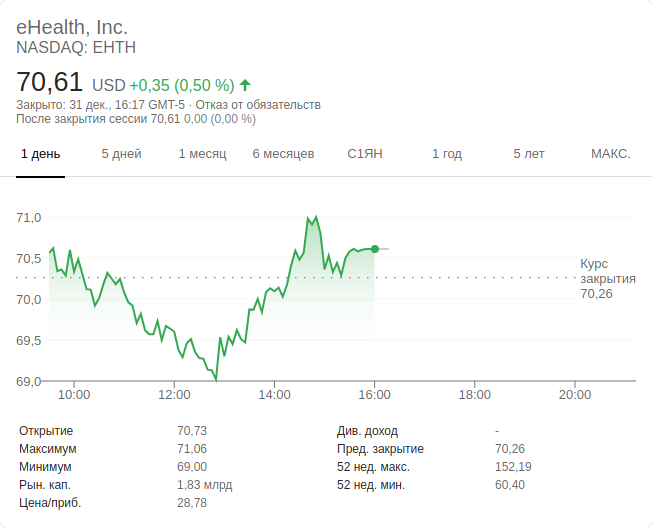 eHealth, Inc.
NASDAQ: EHTH
70,61 USD +0,35 (0,50 %)
Закрыто: 31 дек., 16:17 GMT-5 · Отказ от обязательств
После закрытия сессии 70,61 0,00 (0,00 %)
1 день 5 дней 1 месяц 6 месяцев С1ЯН 1 год 5 лет МАКС.
71,0
70,5
Курс
закрытия
70,26
70,0
69,5
69,0
10:00 12:00 14:00 16:00 18:00 20:00
Открытие 70,73 Див. доход -
Максимум 71,06 Пред. закрытие 70,26
Минимум 69,00 52 нед. макс. 152,19
Рын. кап. 1,83 млрд 52 нед. мин. 60,40
Цена/приб. 28,78